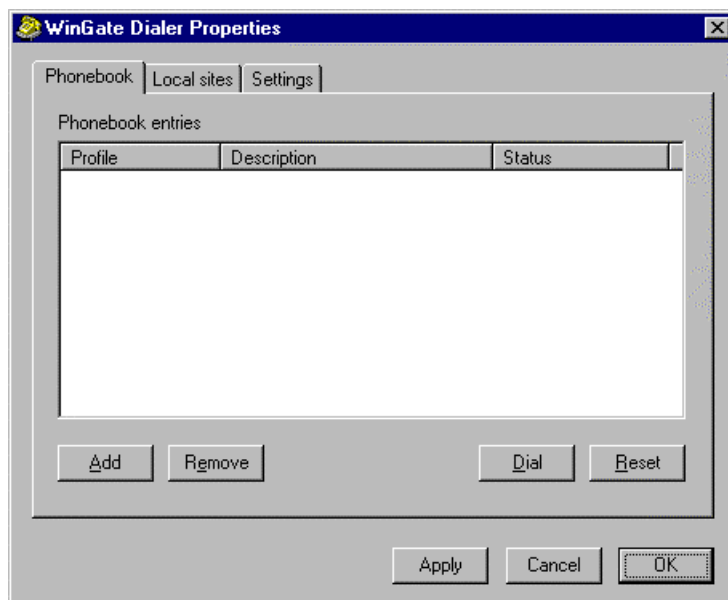 WinGate Dialer Properties
Phonebook Local sites Settings
Phonebook entries
Profile Description Status
Add Remove Dial Reset
Apply Cancel OK